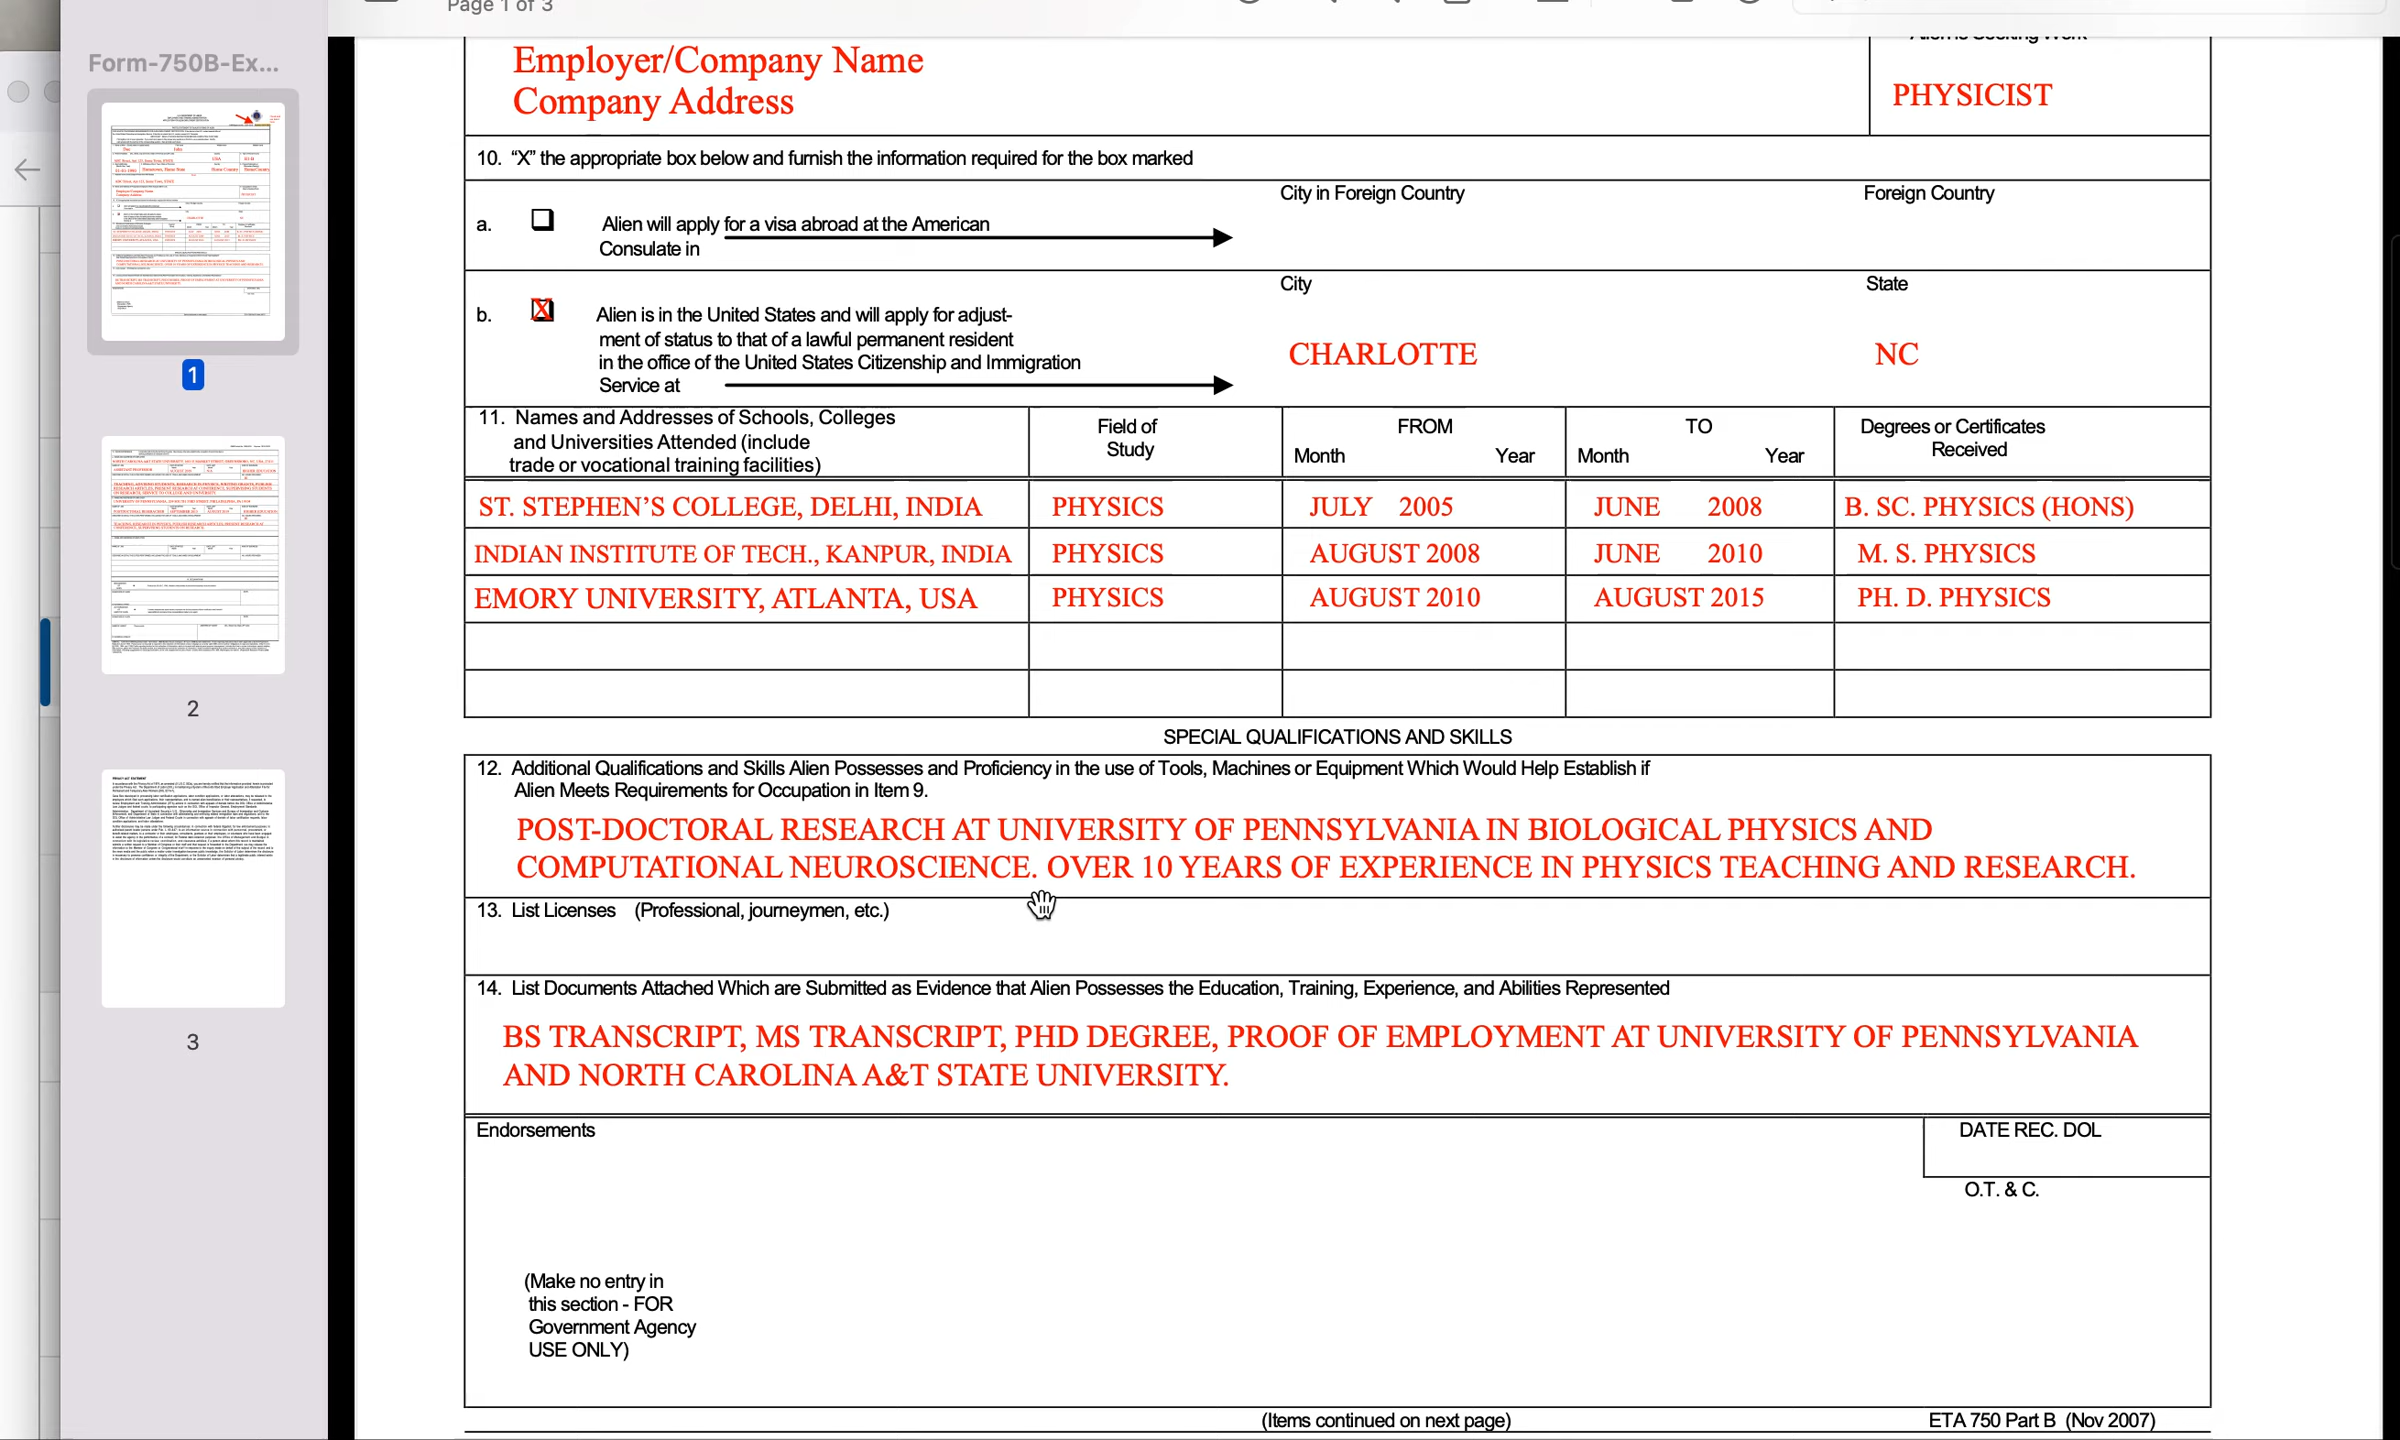 Page 1 of 3
Form-750B-Ex...
1
2
3
Alien is Seeking Work
Employer/Company Name
Company Address
PHYSICIST
10. “X” the appropriate box below and furnish the information required for the box marked
City in Foreign Country
Foreign Country
a. Alien will apply for a visa abroad at the American
Consulate in
City
State
b. X Alien is in the United States and will apply for adjust-
ment of status to that of a lawful permanent resident
in the office of the United States Citizenship and Immigration
Service at
CHARLOTTE
NC
11. Names and Addresses of Schools, Colleges
and Universities Attended (include
trade or vocational training facilities)
Field of
Study
FROM
Month Year
TO
Month Year
Degrees or Certificates
Received
ST. STEPHEN’S COLLEGE, DELHI, INDIA PHYSICS JULY 2005 JUNE 2008 B. SC. PHYSICS (HONS)
INDIAN INSTITUTE OF TECH., KANPUR, INDIA PHYSICS AUGUST 2008 JUNE 2010 M. S. PHYSICS
EMORY UNIVERSITY, ATLANTA, USA PHYSICS AUGUST 2010 AUGUST 2015 PH. D. PHYSICS
SPECIAL QUALIFICATIONS AND SKILLS
12. Additional Qualifications and Skills Alien Possesses and Proficiency in the use of Tools, Machines or Equipment Which Would Help Establish if
Alien Meets Requirements for Occupation in Item 9.
POST-DOCTORAL RESEARCH AT UNIVERSITY OF PENNSYLVANIA IN BIOLOGICAL PHYSICS AND
COMPUTATIONAL NEUROSCIENCE. OVER 10 YEARS OF EXPERIENCE IN PHYSICS TEACHING AND RESEARCH.
13. List Licenses (Professional, journeymen, etc.)
14. List Documents Attached Which are Submitted as Evidence that Alien Possesses the Education, Training, Experience, and Abilities Represented
BS TRANSCRIPT, MS TRANSCRIPT, PHD DEGREE, PROOF OF EMPLOYMENT AT UNIVERSITY OF PENNSYLVANIA
AND NORTH CAROLINA A&T STATE UNIVERSITY.
Endorsements
DATE REC. DOL
O.T. & C.
(Make no entry in
this section - FOR
Government Agency
USE ONLY)
(Items continued on next page)
ETA 750 Part B (Nov 2007)